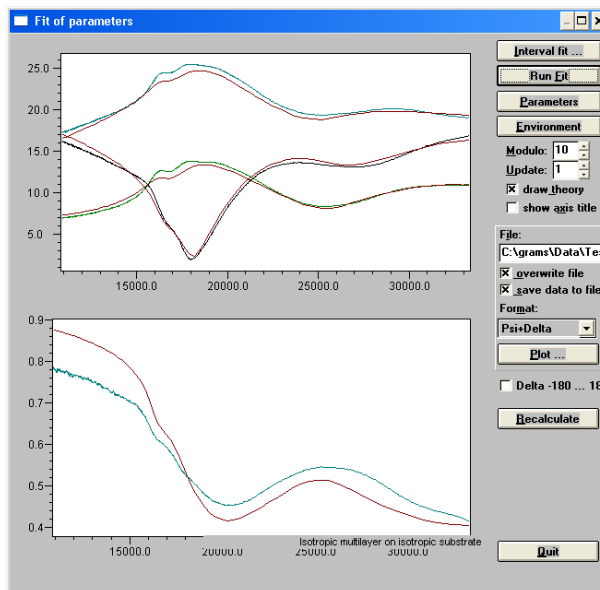 Fit of parameters
25.0
20.0
15.0
10.0
5.0
15000.0 20000.0 25000.0 30000.0
0.9
0.8
0.7
0.6
0.5
0.4
15000.0 20000.0 25000.0 30000.0
Isotropic multilayer on isotropic substrate
Interval fit ...
Run Fit
Parameters
Environment
Modulo: 10
Update: 1
draw theory
show axis title
File:
C:\grams\Data\Te
overwrite file
save data to file
Format:
Psi+Delta
Plot ...
Delta -180 ... 18
Recalculate
Quit